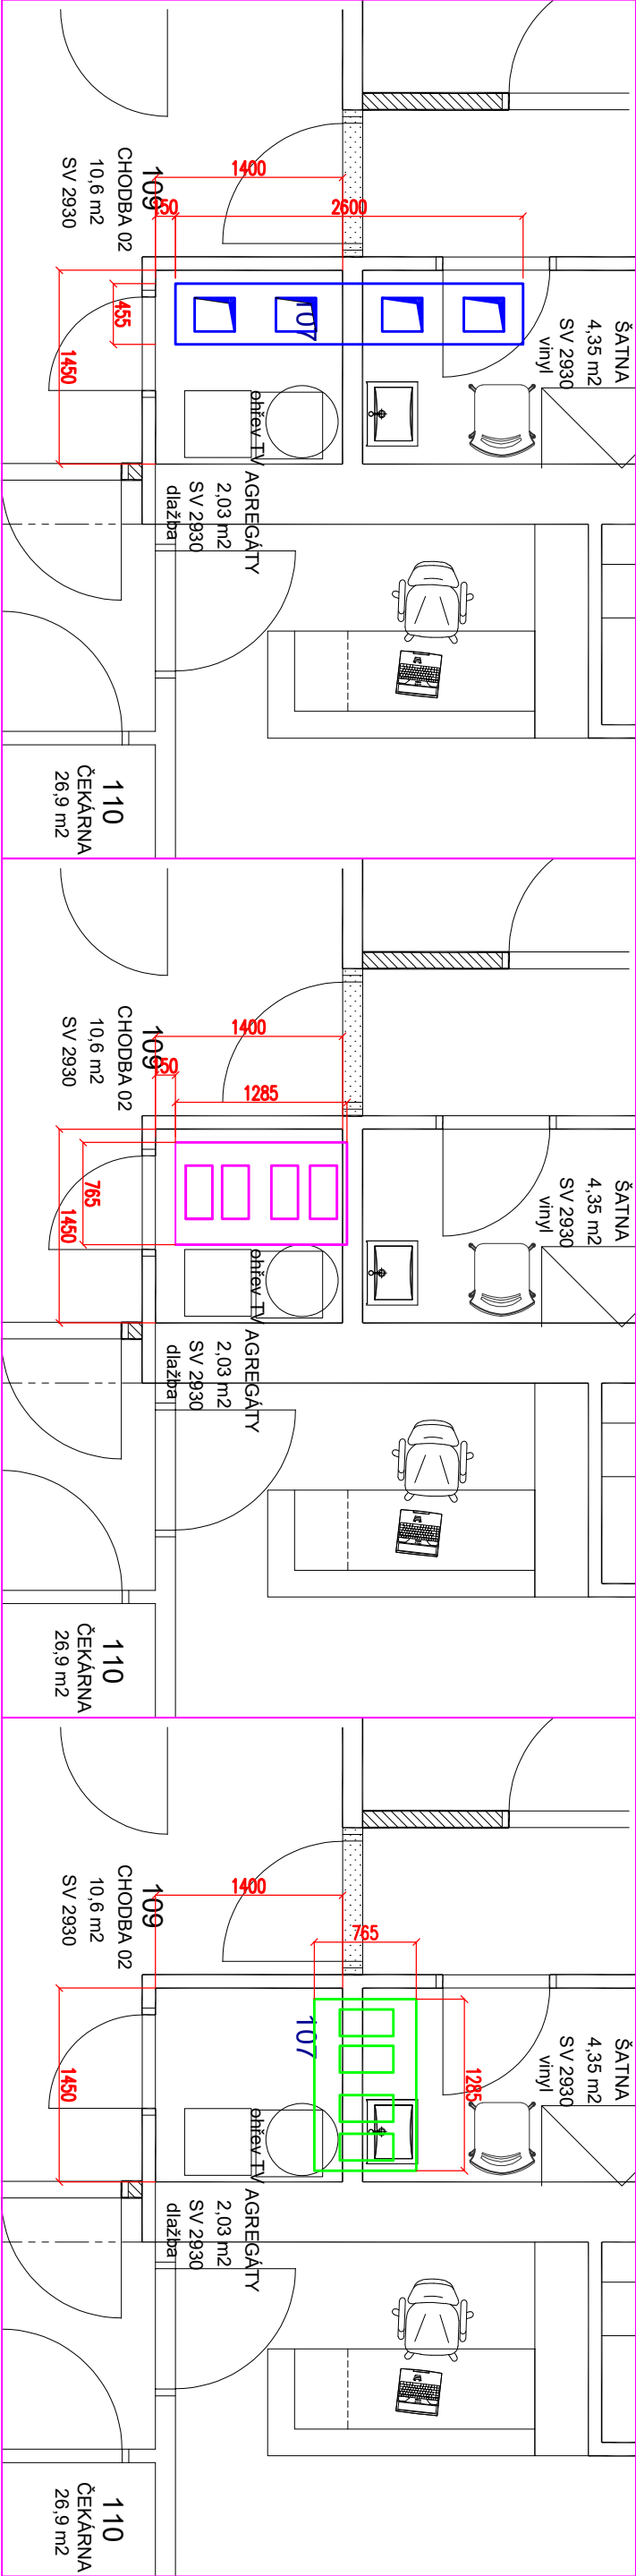 109
CHODBA 02
10,6 m2
SV 2930
1400
150
2600
455
1450
107
ŠATNA
4,35 m2
SV 2930
vinyl
ohřev TV
AGREGÁTY
2,03 m2
SV 2930
dlažba
110
ČEKÁRNA
26,9 m2
109
CHODBA 02
10,6 m2
SV 2930
1400
150
1285
765
1450
ŠATNA
4,35 m2
SV 2930
vinyl
ohřev TV
AGREGÁTY
2,03 m2
SV 2930
dlažba
110
ČEKÁRNA
26,9 m2
109
CHODBA 02
10,6 m2
SV 2930
1400
765
1285
1450
107
ŠATNA
4,35 m2
SV 2930
vinyl
ohřev TV
AGREGÁTY
2,03 m2
SV 2930
dlažba
110
ČEKÁRNA
26,9 m2